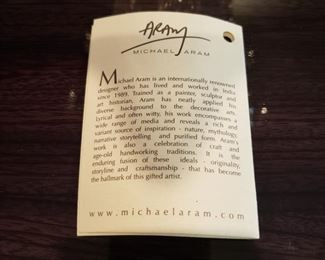 ARAM
MICHAEL ARAM
Michael Aram is an internationally renowned
designer who has lived and worked in India
since 1989. Trained as a painter, sculptor and
art historian, Aram has neatly applied his
diverse background to the decorative arts.
Lyrical and often witty, his work encompasses a
wide range of media and reveals a rich and
variant source of inspiration - nature, mythology,
narrative storytelling and purified form. Aram's
work is also a celebration of craft and
age-old handworking traditions. It is the
enduring fusion of these ideals - originality,
storyline and craftsmanship - that has become
the hallmark of this gifted artist.
www.michaelaram.com